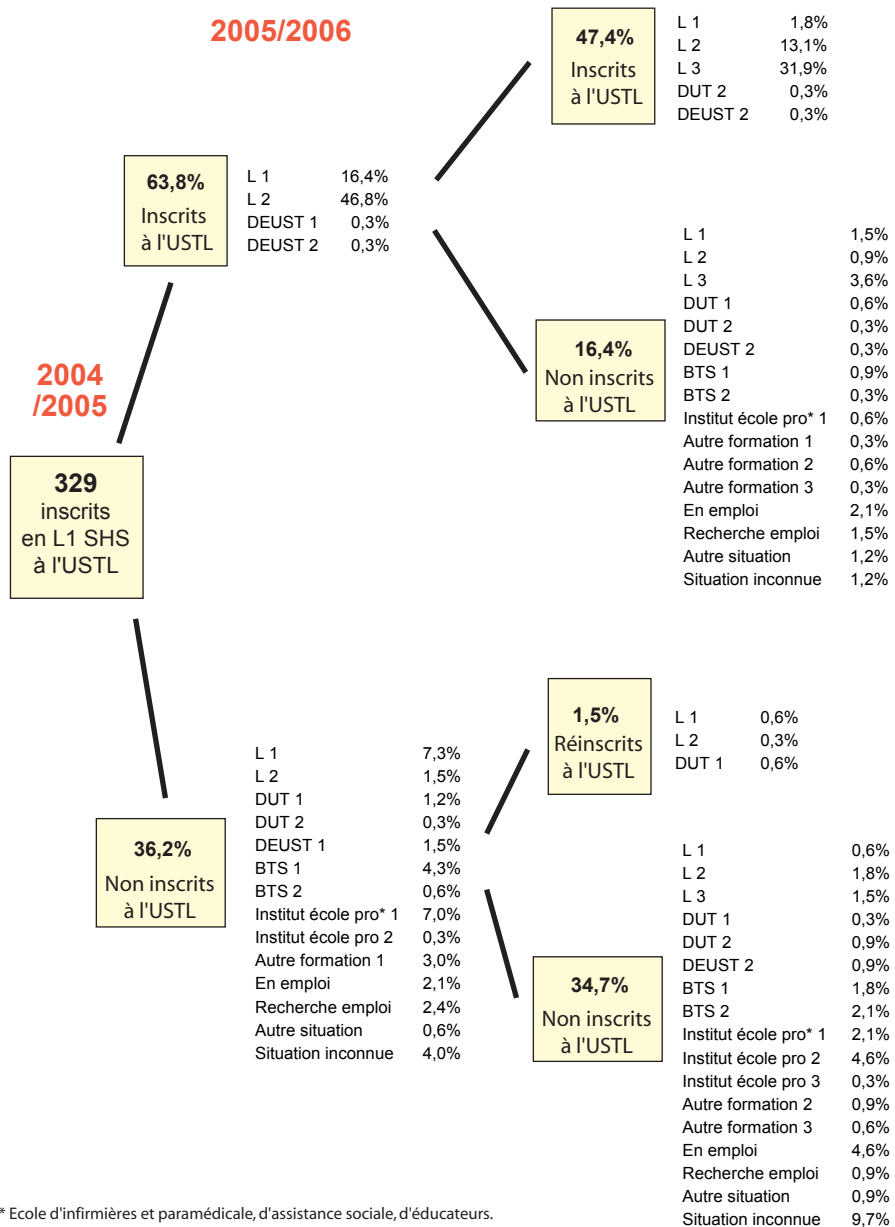 2005/2006
2004
/2005
329
inscrits
en L1 SHS
à l'USTL
63,8%
Inscrits
à l'USTL
L 1 16,4%
L 2 46,8%
DEUST 1 0,3%
DEUST 2 0,3%
47,4%
Inscrits
à l'USTL
L 1 1,8%
L 2 13,1%
L 3 31,9%
DUT 2 0,3%
DEUST 2 0,3%
16,4%
Non inscrits
à l'USTL
L 1 1,5%
L 2 0,9%
L 3 3,6%
DUT 1 0,6%
DUT 2 0,3%
DEUST 2 0,3%
BTS 1 0,9%
BTS 2 0,3%
Institut école pro* 1 0,6%
Autre formation 1 0,3%
Autre formation 2 0,6%
Autre formation 3 0,3%
En emploi 2,1%
Recherche emploi 1,5%
Autre situation 1,2%
Situation inconnue 1,2%
36,2%
Non inscrits
à l'USTL
L 1 7,3%
L 2 1,5%
DUT 1 1,2%
DUT 2 0,3%
DEUST 1 1,5%
BTS 1 4,3%
BTS 2 0,6%
Institut école pro* 1 7,0%
Institut école pro 2 0,3%
Autre formation 1 3,0%
En emploi 2,1%
Recherche emploi 2,4%
Autre situation 0,6%
Situation inconnue 4,0%
1,5%
Réinscrits
à l'USTL
L 1 0,6%
L 2 0,3%
DUT 1 0,6%
34,7%
Non inscrits
à l'USTL
L 1 0,6%
L 2 1,8%
L 3 1,5%
DUT 1 0,3%
DUT 2 0,9%
DEUST 2 0,9%
BTS 1 1,8%
BTS 2 2,1%
Institut école pro* 1 2,1%
Institut école pro 2 4,6%
Institut école pro 3 0,3%
Autre formation 2 0,9%
Autre formation 3 0,6%
En emploi 4,6%
Recherche emploi 0,9%
Autre situation 0,9%
Situation inconnue 9,7%
* Ecole d'infirmières et paramédicale, d'assistance sociale, d'éducateurs.